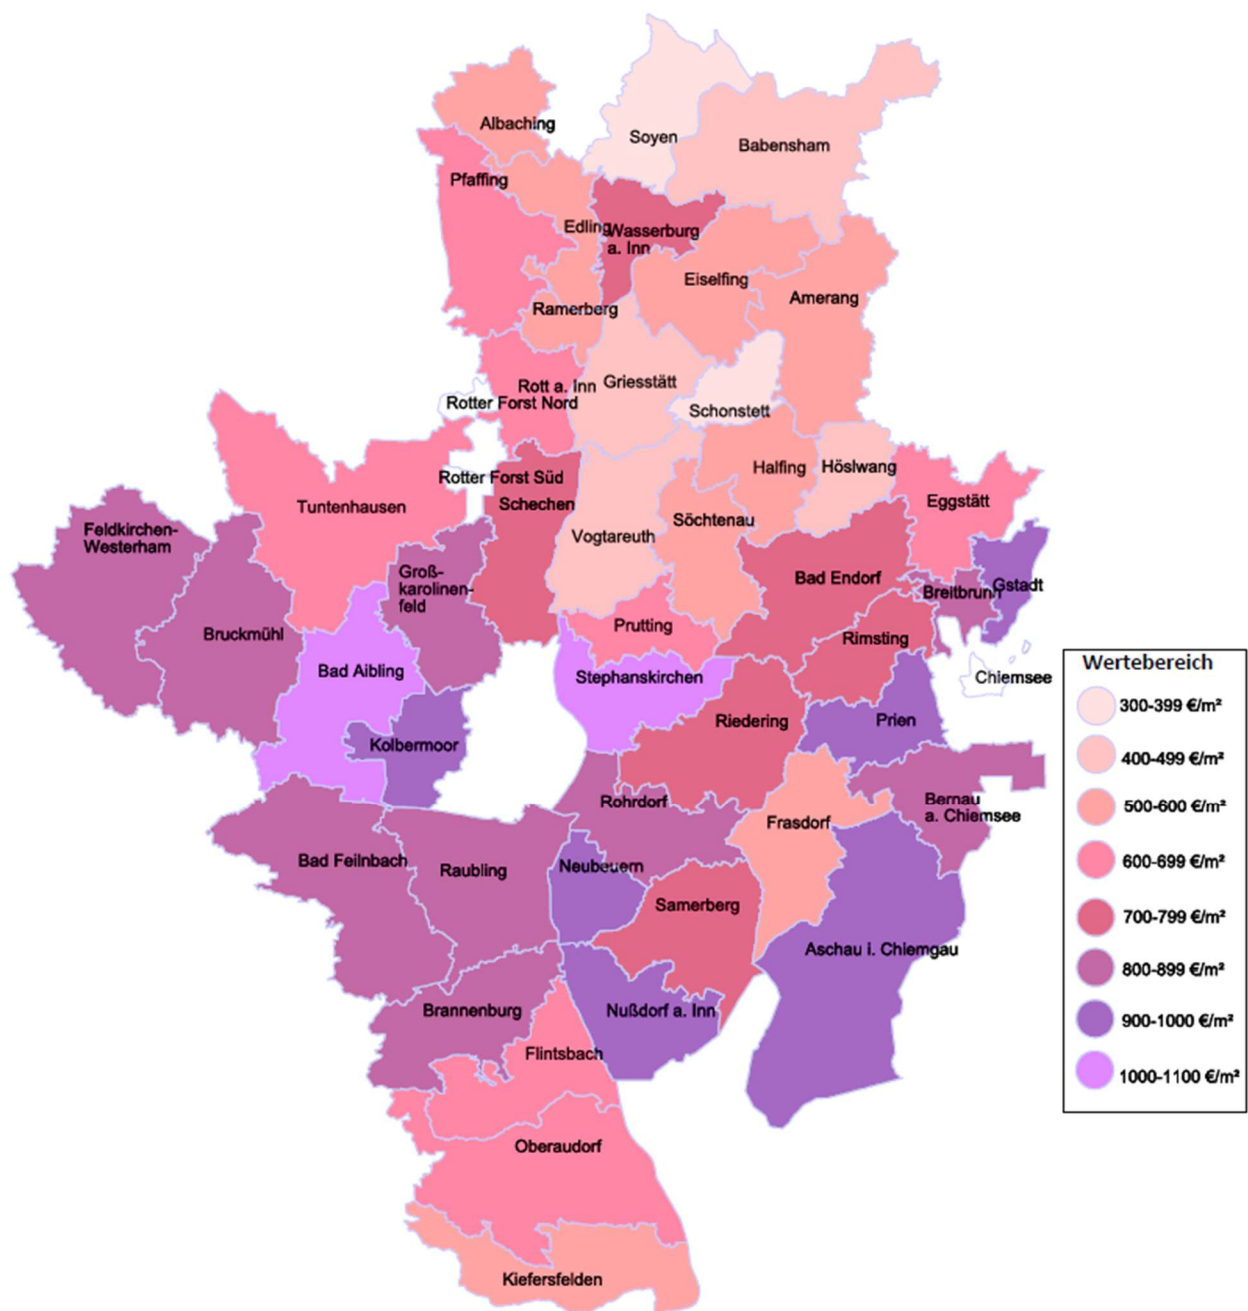 Albaching
Soyen
Babensham
Pfaffing
Edling
Wasserburg
a. Inn
Eiselfing
Amerang
Ramerberg
Rott a. Inn
Griesstätt
Rotter Forst Nord
Schonstett
Rotter Forst Süd
Halfing
Höslwang
Tuntenhausen
Schechen
Eggstätt
Feldkirchen-
Westerham
Söchtenau
Vogtareuth
Groß-
karolinen-
feld
Bad Endorf
Breitbrunn
Gstadt
Bruckmühl
Prutting
Rimsting
Bad Aibling
Stephanskirchen
Chiemsee
Kolbermoor
Riedering
Prien
Rohrdorf
Bernau
a. Chiemsee
Frasdorf
Bad Feilnbach
Raubling
Neubeuern
Samerberg
Aschau i. Chiemgau
Brannenburg
Nußdorf a. Inn
Flintsbach
Oberaudorf
Kiefersfelden
Wertebereich
300-399 €/m²
400-499 €/m²
500-600 €/m²
600-699 €/m²
700-799 €/m²
800-899 €/m²
900-1000 €/m²
1000-1100 €/m²